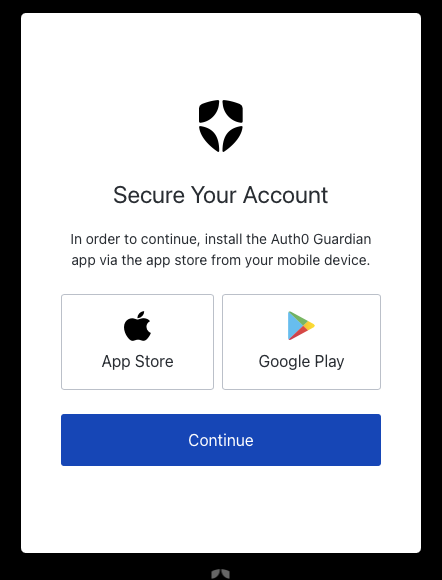 Secure Your Account
In order to continue, install the Auth0 Guardian
app via the app store from your mobile device.
App Store
Google Play
Continue